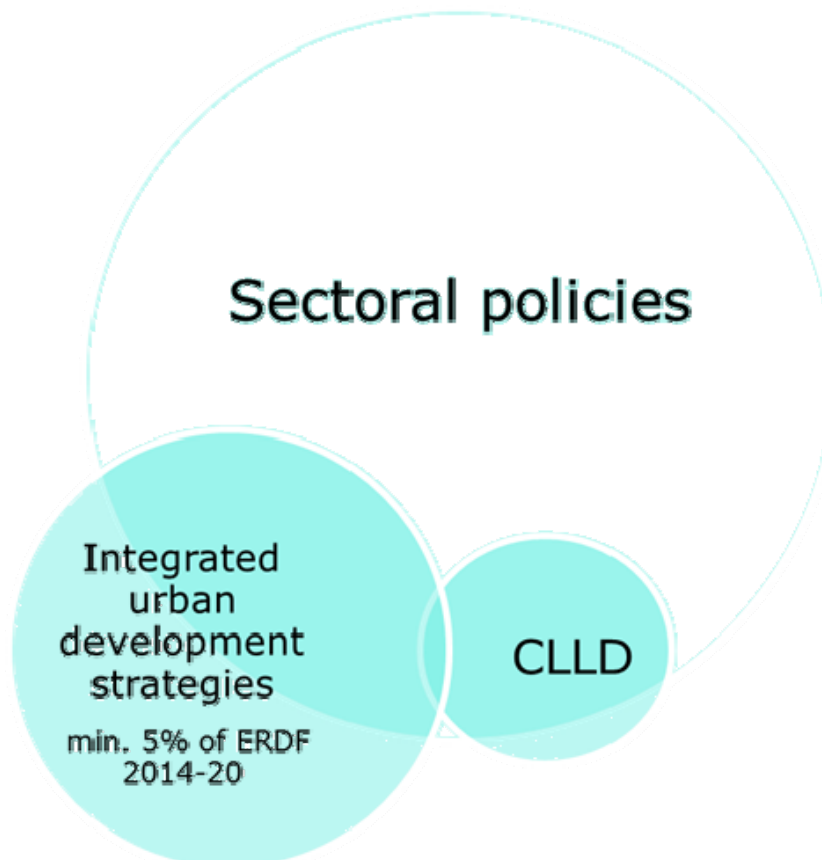 Sectoral policies
Integrated
urban
development
strategies
min. 5% of ERDF
2014-20
CLLD